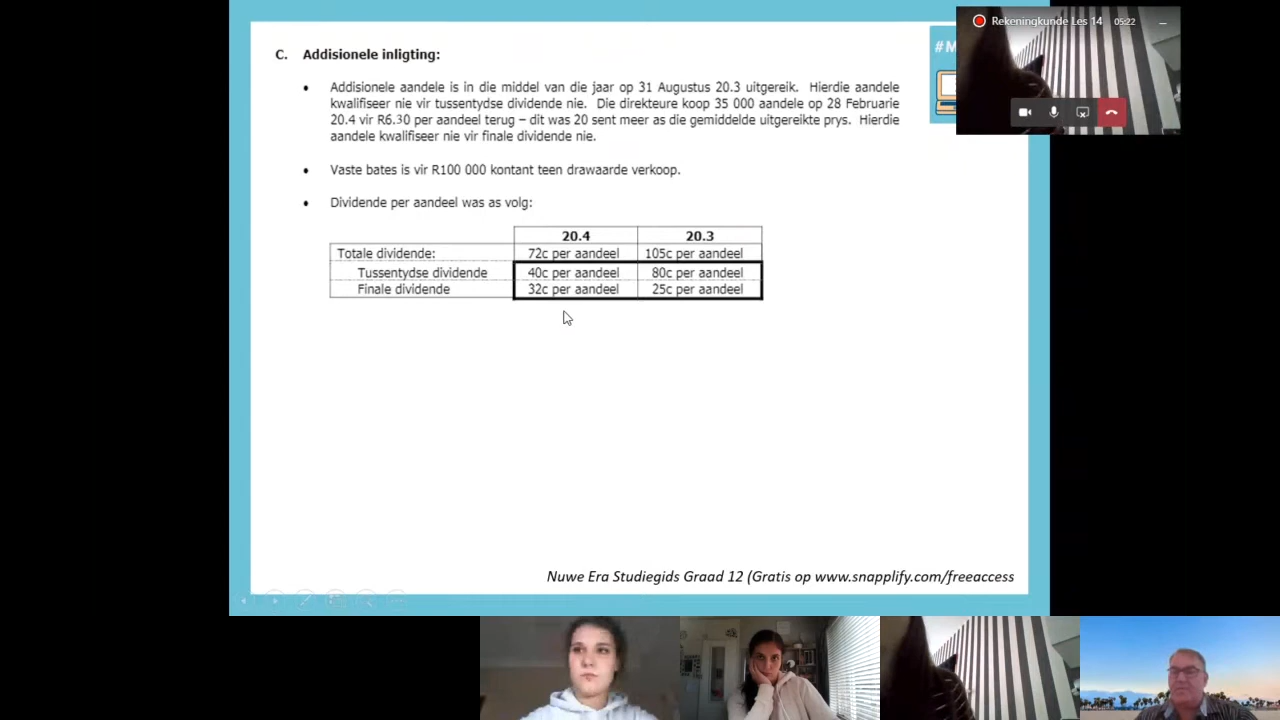 C. Addisionele inligting:
• Addisionele aandele is in die middel van die jaar op 31 Augustus 20.3 uitgereik. Hierdie aandele
kwalifiseer nie vir tussentydse dividende nie. Die direkteure koop 35 000 aandele op 28 Februarie
20.4 vir R6.30 per aandeel terug – dit was 20 sent meer as die gemiddelde uitgereikte prys. Hierdie
aandele kwalifiseer nie vir finale dividende nie.
• Vaste bates is vir R100 000 kontant teen drawaarde verkoop.
• Dividende per aandeel was as volg:
20.4 20.3
Totale dividende: 72c per aandeel 105c per aandeel
Tussentydse dividende 40c per aandeel 80c per aandeel
Finale dividende 32c per aandeel 25c per aandeel
Nuwe Era Studiegids Graad 12 (Gratis op www.snapplify.com/freeaccess
#M
Rekeningkunde Les 14 05:22